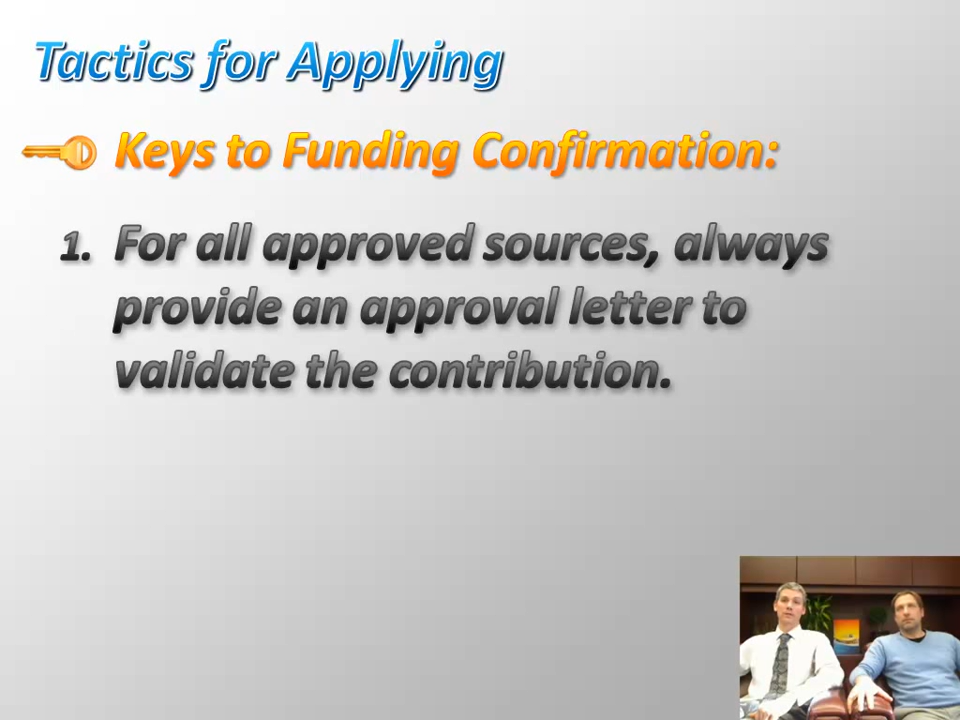 Tactics for Applying
Keys to Funding Confirmation:
1. For all approved sources, always
provide an approval letter to
validate the contribution.